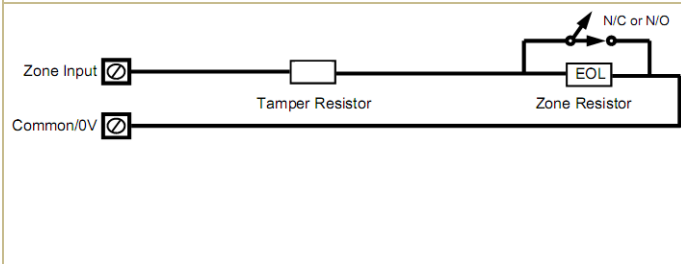 N/C or N/O
Zone Input
EOL
Tamper Resistor
Zone Resistor
Common/0V